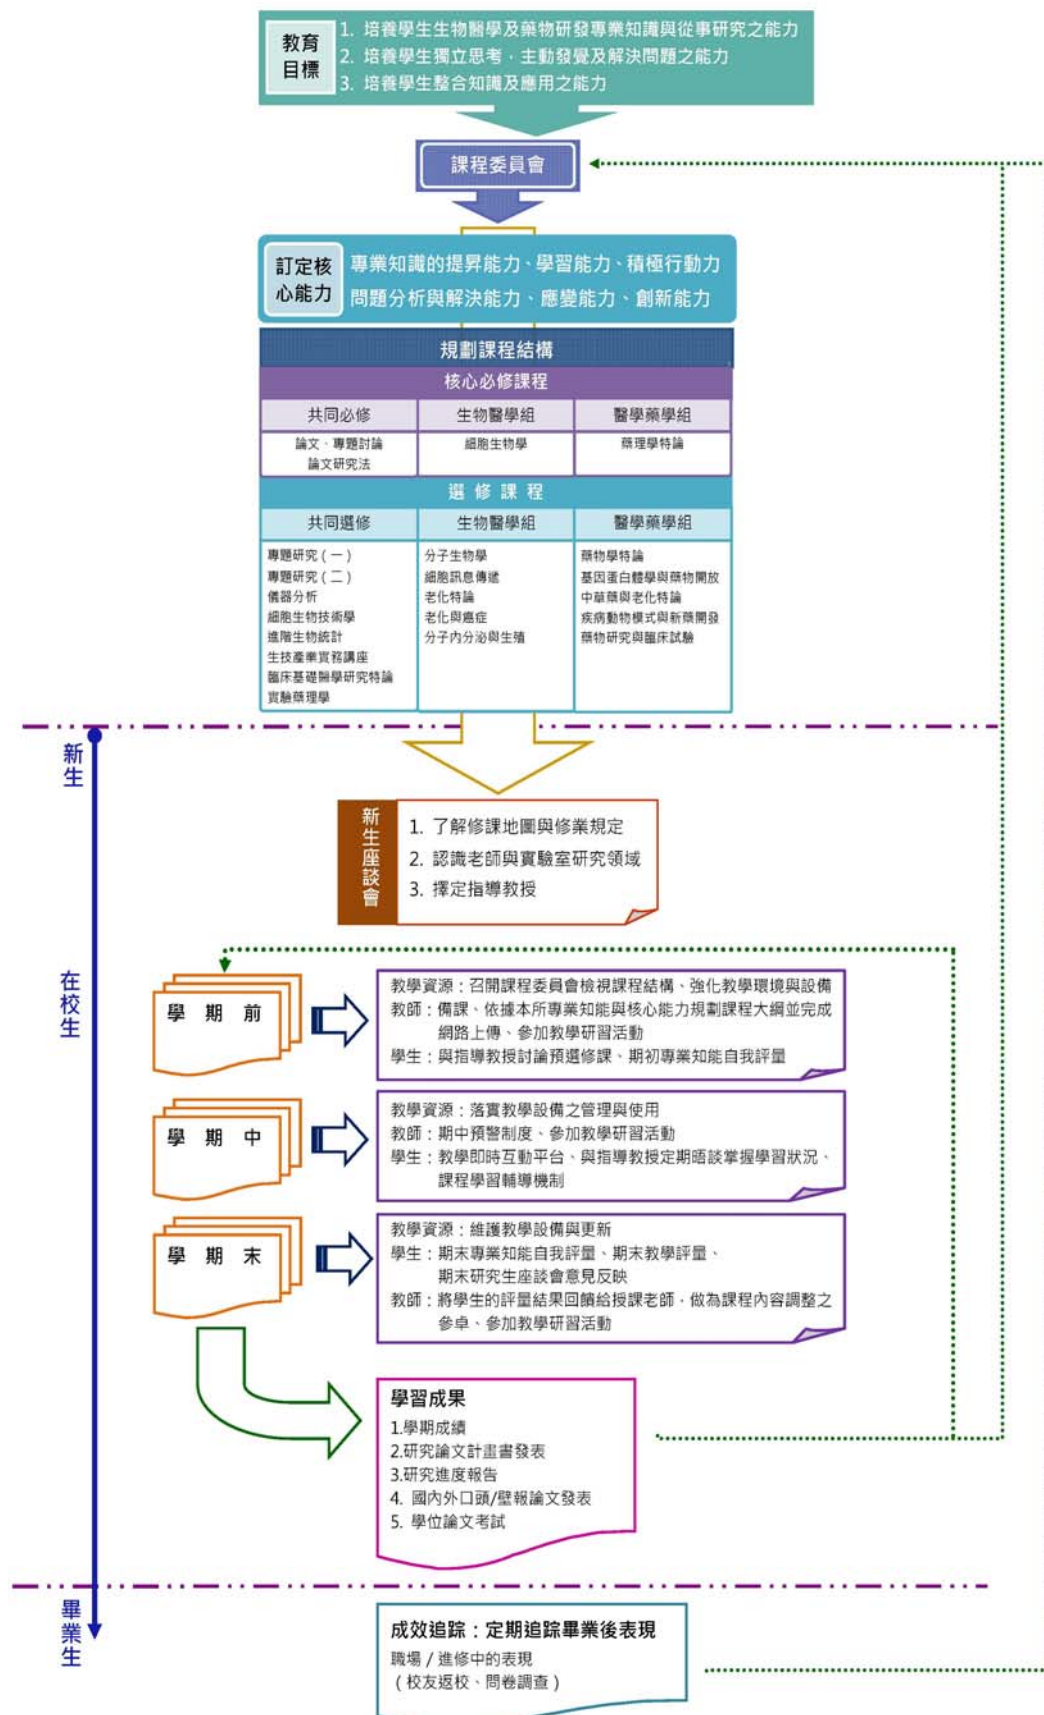 教育
目標
1. 培養學生生物醫學及藥物研發專業知識與從事研究之能力
2. 培養學生獨立思考，主動發覺及解決問題之能力
3. 培養學生整合知識及應用之能力
課程委員會
訂定核
心能力
專業知識的提昇能力、學習能力、積極行動力
問題分析與解決能力、應變能力、創新能力
規劃課程結構
核心必修課程
共同必修
生物醫學組
醫學藥學組
論文、專題討論
論文研究法
細胞生物學
藥理學特論
選修課程
共同選修
生物醫學組
醫學藥學組
專題研究(一)
專題研究(二)
儀器分析
細胞生物技術學
進階生物統計
生技產業實務講座
臨床基礎醫學研究特論
實驗藥理學
分子生物學
細胞訊息傳遞
老化特論
老化與癌症
分子內分泌與生殖
藥物學特論
基因蛋白體學與藥物開放
中草藥與老化特論
疾病動物模式與新藥開發
藥物研究與臨床試驗
新生
新生座談會
1. 了解修課地圖與修業規定
2. 認識老師與實驗室研究領域
3. 擇定指導教授
在校生
學期前
教學資源：召開課程委員會檢視課程結構、強化教學環境與設備
教師：備課、依據本所專業知能與核心能力規劃課程大綱並完成
網路上傳、參加教學研習活動
學生：與指導教授討論預選修課、期初專業知能自我評量
學期中
教學資源：落實教學設備之管理與使用
教師：期中預警制度、參加教學研習活動
學生：教學即時互動平台、與指導教授定期晤談掌握學習狀況、
課程學習輔導機制
學期末
教學資源：維護教學設備與更新
學生：期末專業知能自我評量、期末教學評量、
期末研究生座談會意見反映
教師：將學生的評量結果回饋給授課老師，做為課程內容調整之
參卓、參加教學研習活動
學習成果
1.學期成績
2.研究論文計畫書發表
3.研究進度報告
4. 國內外口頭/壁報論文發表
5. 學位論文考試
畢業生
成效追踪：定期追踪畢業後表現
職場 / 進修中的表現
(校友返校、問卷調查)